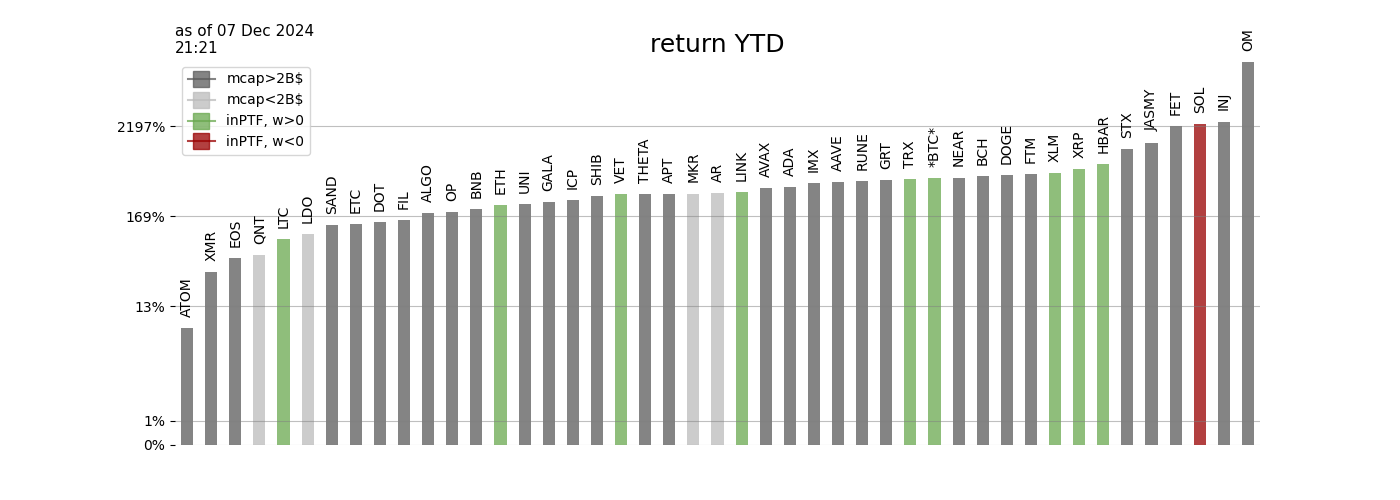 as of 07 Dec 2024
21:21
return YTD
mcap>2B$
mcap<2B$
inPTF, w>0
inPTF, w<0
2197%
169%
13%
1%
0%
ATOM
XMR
EOS
QNT
LTC
LDO
SAND
ETC
DOT
FIL
ALGO
OP
BNB
ETH
UNI
GALA
ICP
SHIB
VET
THETA
APT
MKR
AR
LINK
AVAX
ADA
IMX
AAVE
RUNE
GRT
TRX
*BTC*
NEAR
BCH
DOGE
FTM
XLM
XRP
HBAR
STX
JASMY
FET
SOL
INJ
OM